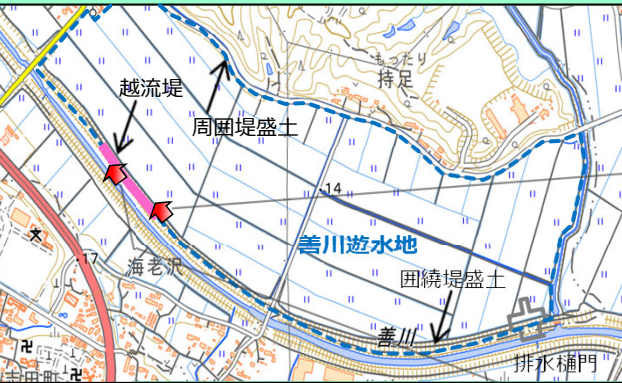 もったり
持足
越流堤
周囲堤盛土
14
善川遊水地
17
海老沢
囲繞堤盛土
善川
排水樋門
志田町